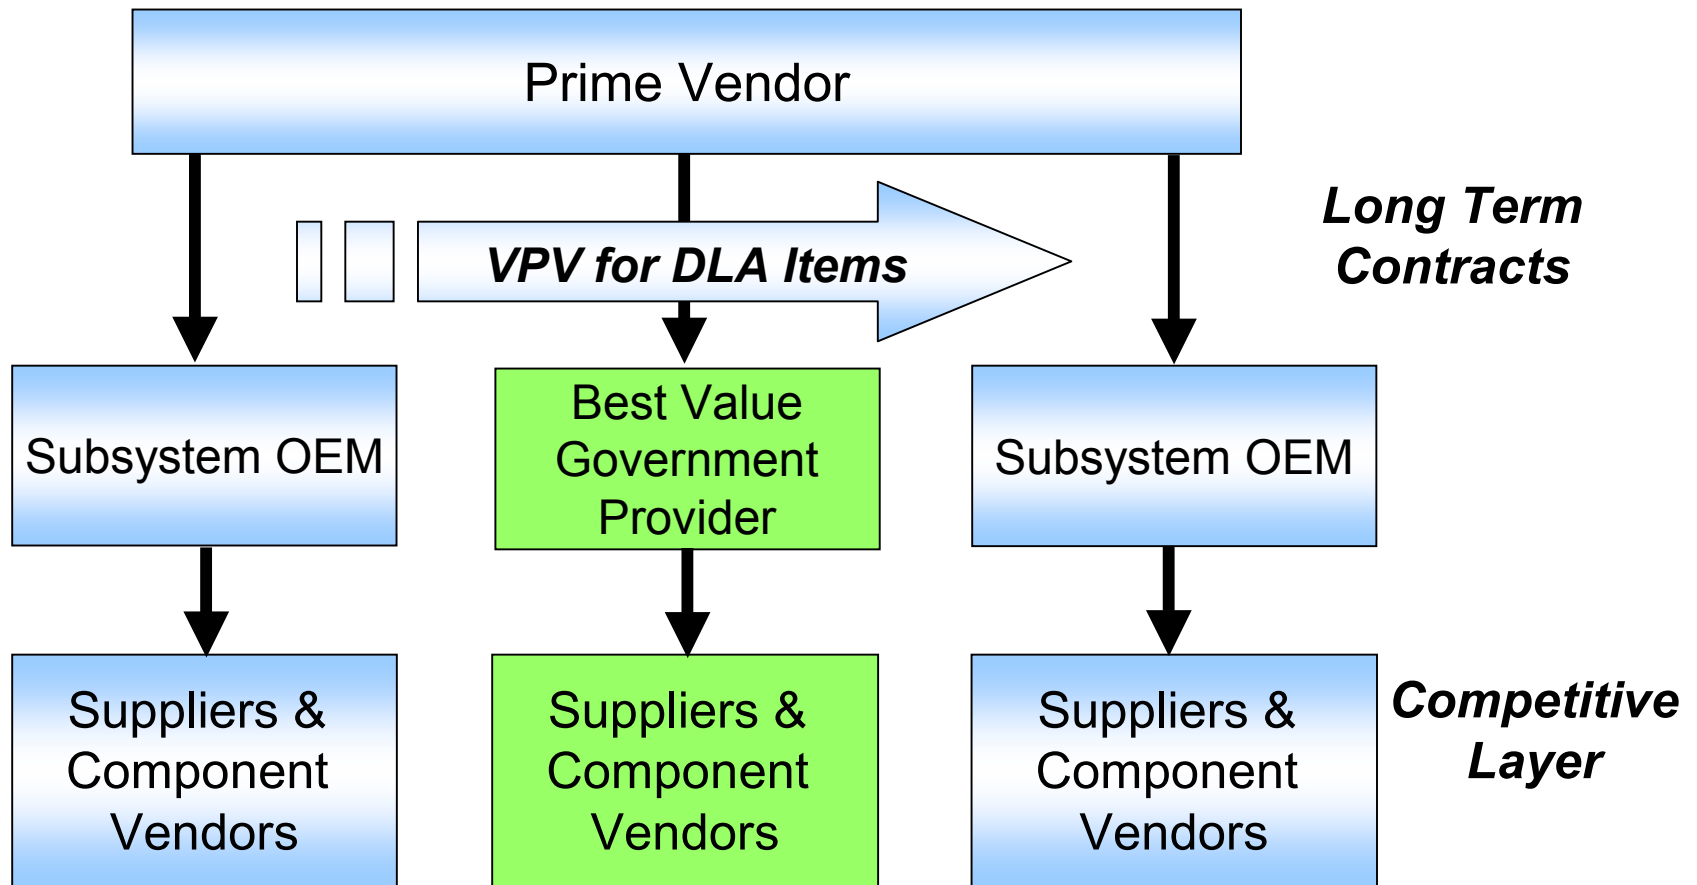 Prime Vendor
Long Term
Contracts
VPV for DLA Items
Subsystem OEM
Best Value
Government
Provider
Subsystem OEM
Suppliers &
Component
Vendors
Suppliers &
Component
Vendors
Suppliers &
Component
Vendors
Competitive
Layer